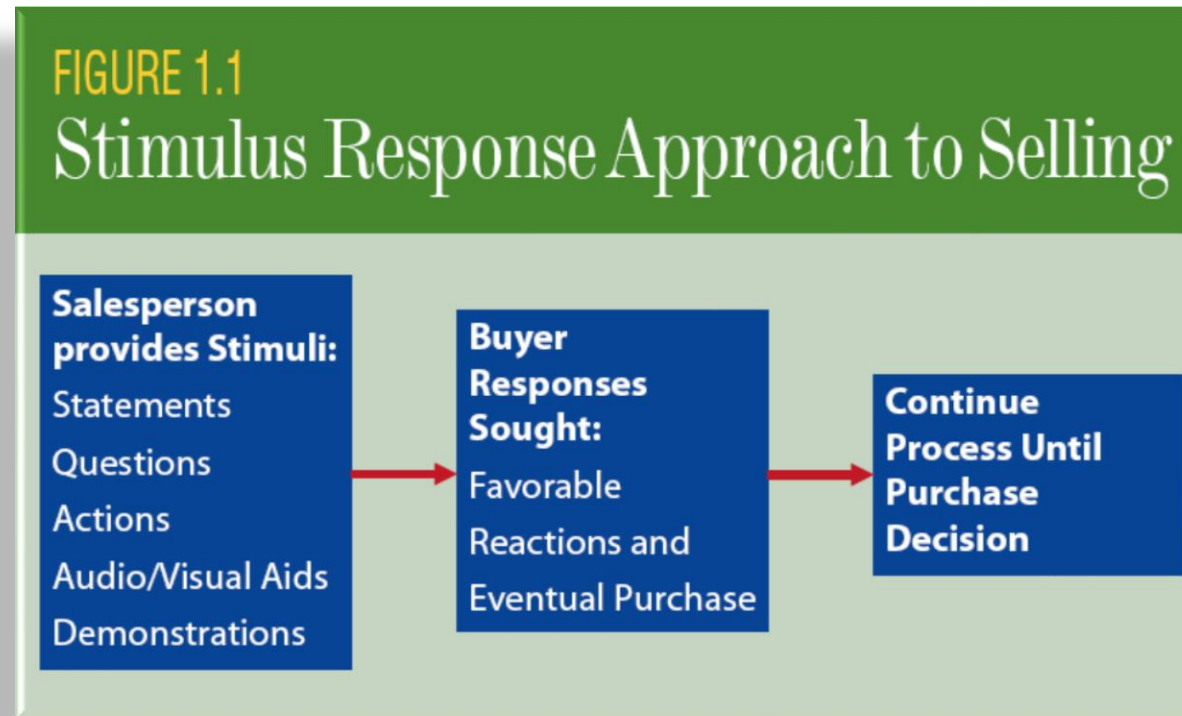 FIGURE 1.1
Stimulus Response Approach to Selling
Salesperson
provides Stimuli:
Statements
Questions
Actions
Audio/Visual Aids
Demonstrations
Buyer
Responses
Sought:
Favorable
Reactions and
Eventual Purchase
Continue
Process Until
Purchase
Decision